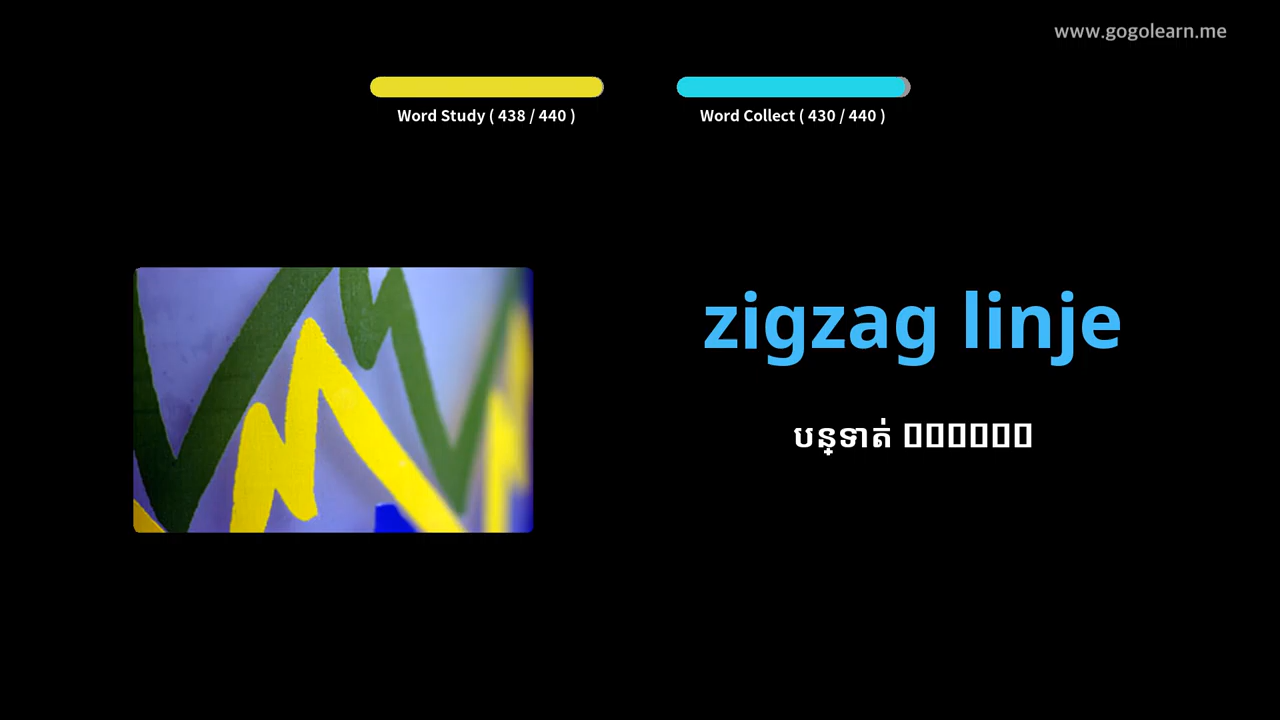 www.gogolearn.me
Word Study ( 438 / 440 )
Word Collect ( 430 / 440 )
zigzag linje
បន្ទាត់